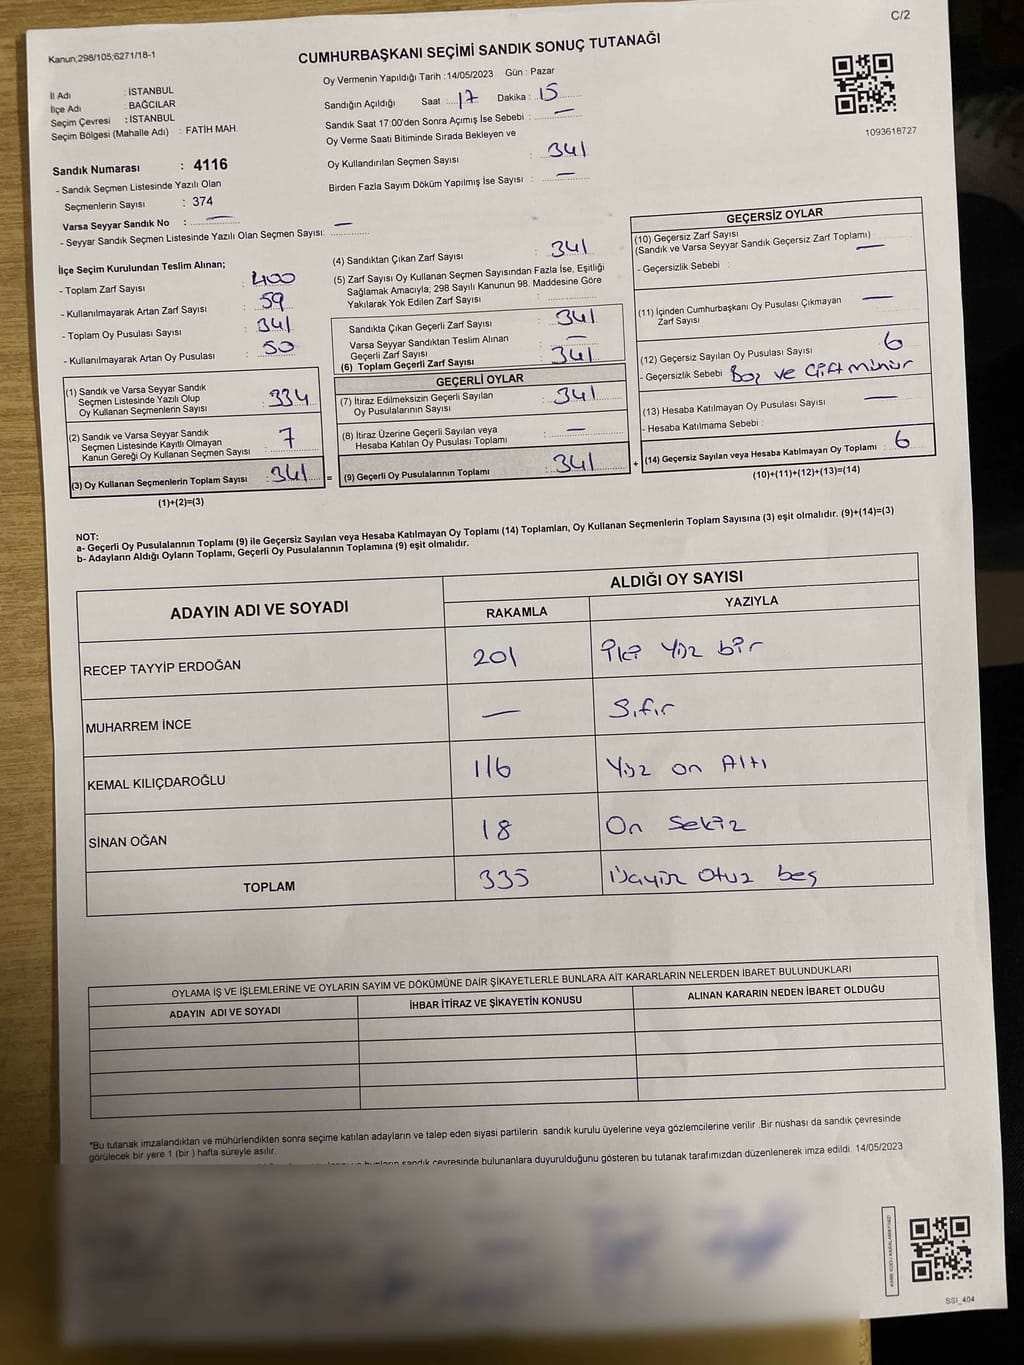 C/2
Kanun;298/105;6271/18-1
CUMHURBAŞKANI SEÇİMİ SANDIK SONUÇ TUTANAĞI
Oy Vermenin Yapıldığı Tarih : 14/05/2023 Gün : Pazar
İl Adı : İSTANBUL
İlçe Adı : BAĞCILAR
Seçim Çevresi : İSTANBUL
Seçim Bölgesi (Mahalle Adı) : FATİH MAH.
Sandık Numarası : 4116
- Sandık Seçmen Listesinde Yazılı Olan
Seçmenlerin Sayısı : 374
Varsa Seyyar Sandık No : —
- Seyyar Sandık Seçmen Listesinde Yazılı Olan Seçmen Sayısı: —
Sandığın Açıldığı Saat : 17 Dakika : 15
Sandık Saat 17:00'den Sonra Açımış İse Sebebi : —
Oy Verme Saati Bitiminde Sırada Bekleyen ve
Oy Kullandırılan Seçmen Sayısı : 341
Birden Fazla Sayım Döküm Yapılmış İse Sayısı : —
1093618727
İlçe Seçim Kurulundan Teslim Alınan;
- Toplam Zarf Sayısı : 400
- Kullanılmayarak Artan Zarf Sayısı : 59
- Toplam Oy Pusulası Sayısı : 341
- Kullanılmayarak Artan Oy Pusulası : 50
(1) Sandık ve Varsa Seyyar Sandık
Seçmen Listesinde Yazılı Olup
Oy Kullanan Seçmenlerin Sayısı : 334
(2) Sandık ve Varsa Seyyar Sandık
Seçmen Listesinde Kayıtlı Olmayan
Kanun Gereği Oy Kullanan Seçmen Sayısı : 7
(3) Oy Kullanan Seçmenlerin Toplam Sayısı : 341
(1)+(2)=(3)
=
(4) Sandıktan Çıkan Zarf Sayısı : 341
(5) Zarf Sayısı Oy Kullanan Seçmen Sayısından Fazla İse, Eşitliği
Sağlamak Amacıyla; 298 Sayılı Kanunun 98. Maddesine Göre
Yakılarak Yok Edilen Zarf Sayısı :
Sandıkta Çıkan Geçerli Zarf Sayısı : 341
Varsa Seyyar Sandıktan Teslim Alınan
Geçerli Zarf Sayısı : —
(6) Toplam Geçerli Zarf Sayısı : 341
GEÇERLİ OYLAR
(7) İtiraz Edilmeksizin Geçerli Sayılan
Oy Pusulalarının Sayısı : 341
(8) İtiraz Üzerine Geçerli Sayılan veya
Hesaba Katılan Oy Pusulası Toplamı : —
(9) Geçerli Oy Pusulalarının Toplamı : 341
+
GEÇERSİZ OYLAR
(10) Geçersiz Zarf Sayısı
(Sandık ve Varsa Seyyar Sandık Geçersiz Zarf Toplamı) : —
- Geçersizlik Sebebi :
(11) İçinden Cumhurbaşkanı Oy Pusulası Çıkmayan
Zarf Sayısı : —
(12) Geçersiz Sayılan Oy Pusulası Sayısı : 6
- Geçersizlik Sebebi : Boş ve Çift mühür
(13) Hesaba Katılmayan Oy Pusulası Sayısı : —
- Hesaba Katılmama Sebebi :
(14) Geçersiz Sayılan veya Hesaba Katılmayan Oy Toplamı : 6
(10)+(11)+(12)+(13)=(14)
NOT:
a- Geçerli Oy Pusulalarının Toplamı (9) ile Geçersiz Sayılan veya Hesaba Katılmayan Oy Toplamı (14) Toplamları, Oy Kullanan Seçmenlerin Toplam Sayısına (3) eşit olmalıdır. (9)+(14)=(3)
b- Adayların Aldığı Oyların Toplamı, Geçerli Oy Pusulalarının Toplamına (9) eşit olmalıdır.
ADAYIN ADI VE SOYADI ALDIĞI OY SAYISI
RAKAMLA YAZIYLA
RECEP TAYYİP ERDOĞAN 201 İki Yüz bir
MUHARREM İNCE — Sıfır
KEMAL KILIÇDAROĞLU 116 Yüz on Altı
SİNAN OĞAN 18 On Sekiz
TOPLAM 335 Otuz beş
OYLAMA İŞ VE İŞLEMLERİNE VE OYLARIN SAYIM VE DÖKÜMÜNE DAİR ŞİKAYETLERLE BUNLARA AİT KARARLARIN NELERDEN İBARET BULUNDUKLARI
ADAYIN ADI VE SOYADI İHBAR İTİRAZ VE ŞİKAYETİN KONUSU ALINAN KARARIN NEDEN İBARET OLDUĞU
*Bu tutanak imzalandıktan ve mühürlendikten sonra seçime katılan adayların ve talep eden siyasi partilerin sandık kurulu üyelerine veya gözlemcilerine verilir .Bir nüshası da sandık çevresinde
görülecek bir yere 1 (bir ) hafta süreyle asılır.
bunların sandık çevresinde bulunanlara duyurulduğunu gösteren bu tutanak tarafımızdan düzenlenerek imza edildi. 14/05/2023
SSI_404